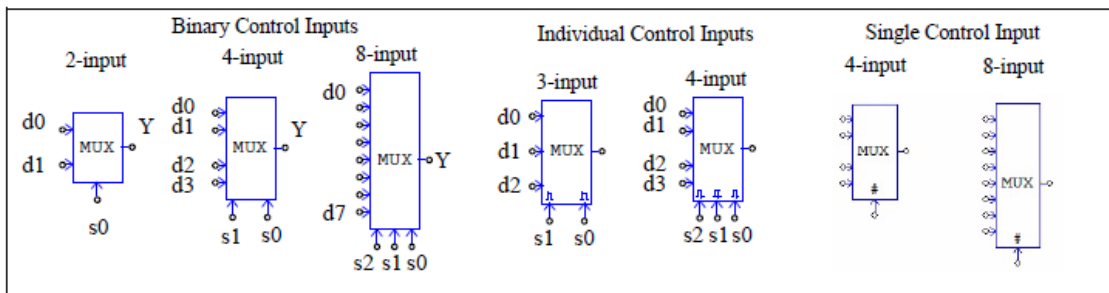 Binary Control Inputs
Individual Control Inputs
Single Control Input
2-input
4-input
8-input
3-input
4-input
4-input
8-input
d0
d1
MUX
Y
s0
d0
d1
d2
d3
MUX
Y
s1 s0
d0
d7
MUX
Y
s2 s1 s0
d0
d1
d2
MUX
s1 s0
d0
d1
d2
d3
MUX
s2 s1 s0
MUX
#
MUX
#